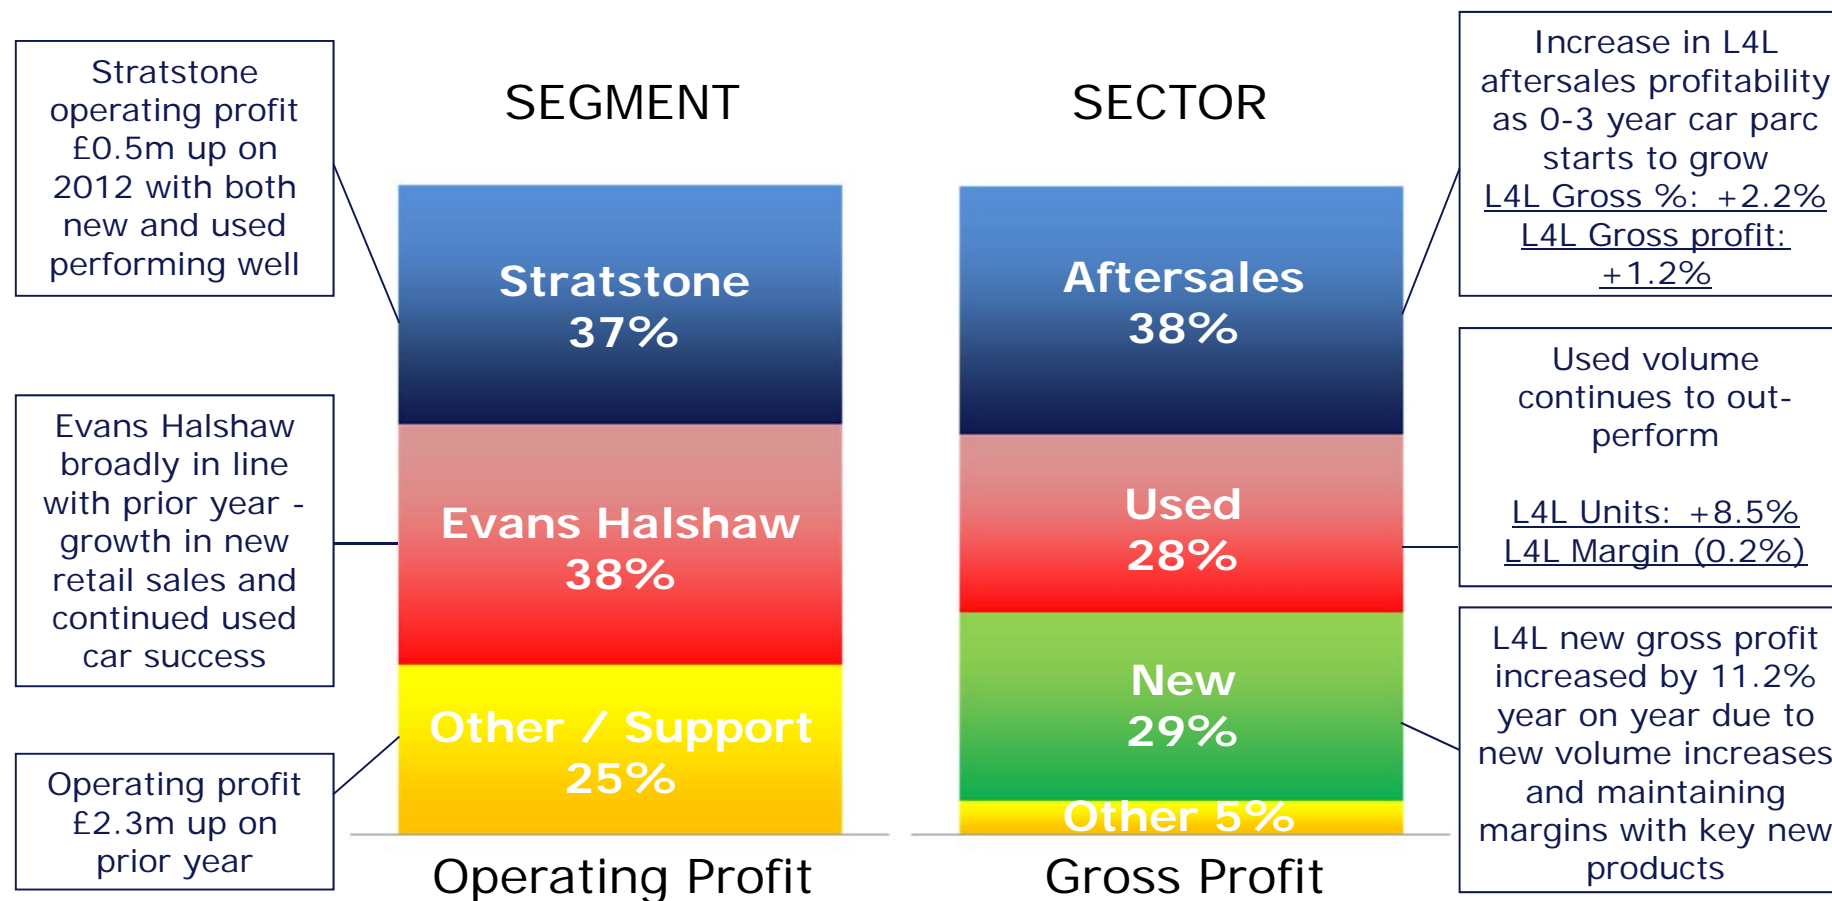 Stratstone
operating profit
£0.5m up on
2012 with both
new and used
performing well
Evans Halshaw
broadly in line
with prior year -
growth in new
retail sales and
continued used
car success
Operating profit
£2.3m up on
prior year
SEGMENT
Stratstone
37%
Evans Halshaw
38%
Other / Support
25%
Operating Profit
SECTOR
Aftersales
38%
Used
28%
New
29%
Other 5%
Gross Profit
Increase in L4L
aftersales profitability
as 0-3 year car parc
starts to grow
L4L Gross %: +2.2%
L4L Gross profit:
+1.2%
Used volume
continues to out-
perform
L4L Units: +8.5%
L4L Margin (0.2%)
L4L new gross profit
increased by 11.2%
year on year due to
new volume increases
and maintaining
margins with key new
products